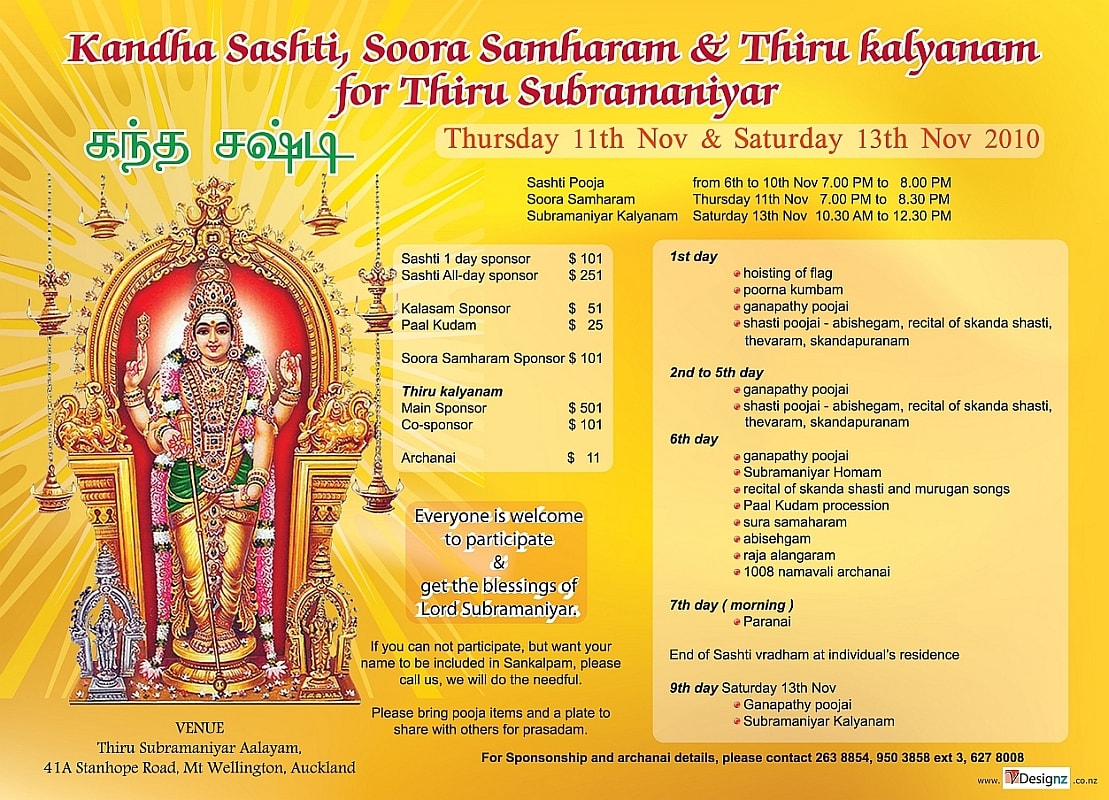 Kandha Sashti, Soora Samharam & Thiru kalyanam
for Thiru Subramaniyar
கந்த சஷ்டி
Thursday 11th Nov & Saturday 13th Nov 2010
Sashti Pooja from 6th to 10th Nov 7.00 PM to 8.00 PM
Soora Samharam Thursday 11th Nov 7.00 PM to 8.30 PM
Subramaniyar Kalyanam Saturday 13th Nov 10.30 AM to 12.30 PM
Sashti 1 day sponsor $ 101
Sashti All-day sponsor $ 251
Kalasam Sponsor $ 51
Paal Kudam $ 25
Soora Samharam Sponsor $ 101
Thiru kalyanam
Main Sponsor $ 501
Co-sponsor $ 101
Archanai $ 11
Everyone is welcome
to participate
&
get the blessings of
Lord Subramaniyar.
If you can not participate, but want your
name to be included in Sankalpam, please
call us, we will do the needful.
Please bring pooja items and a plate to
share with others for prasadam.
1st day
hoisting of flag
poorna kumbam
ganapathy poojai
shasti poojai - abishegam, recital of skanda shasti,
thevaram, skandapuranam
2nd to 5th day
ganapathy poojai
shasti poojai - abishegam, recital of skanda shasti,
thevaram, skandapuranam
6th day
ganapathy poojai
Subramaniyar Homam
recital of skanda shasti and murugan songs
Paal Kudam procession
sura samaharam
abisehgam
raja alangaram
1008 namavali archanai
7th day ( morning )
Paranai
End of Sashti vradham at individual's residence
9th day Saturday 13th Nov
Ganapathy poojai
Subramaniyar Kalyanam
VENUE
Thiru Subramaniyar Aalayam,
41A Stanhope Road, Mt Wellington, Auckland
For Sponsonship and archanai details, please contact 263 8854, 950 3858 ext 3, 627 8008
www. Designz .co.nz